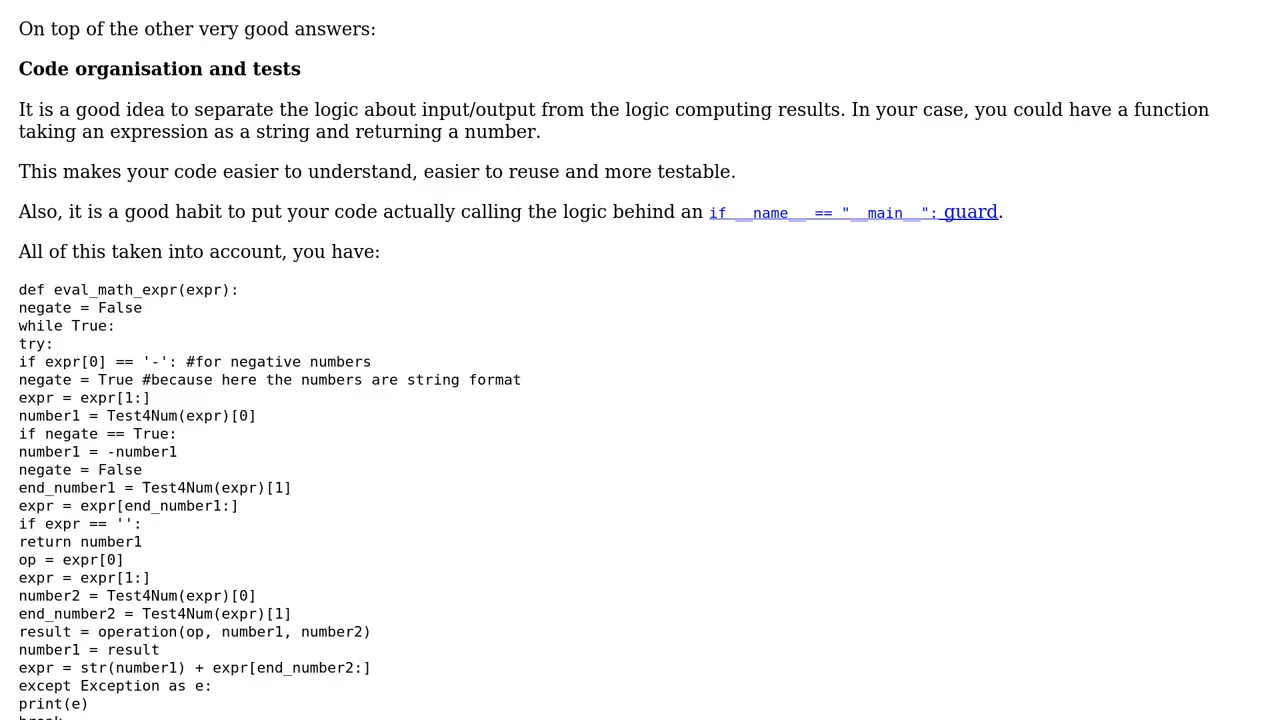 On top of the other very good answers:
Code organisation and tests
It is a good idea to separate the logic about input/output from the logic computing results. In your case, you could have a function
taking an expression as a string and returning a number.
This makes your code easier to understand, easier to reuse and more testable.
Also, it is a good habit to put your code actually calling the logic behind an if __name__ == "__main__": guard.
All of this taken into account, you have:
def eval_math_expr(expr):
negate = False
while True:
try:
if expr[0] == '-': #for negative numbers
negate = True #because here the numbers are string format
expr = expr[1:]
number1 = Test4Num(expr)[0]
if negate == True:
number1 = -number1
negate = False
end_number1 = Test4Num(expr)[1]
expr = expr[end_number1:]
if expr == '':
return number1
op = expr[0]
expr = expr[1:]
number2 = Test4Num(expr)[0]
end_number2 = Test4Num(expr)[1]
result = operation(op, number1, number2)
number1 = result
expr = str(number1) + expr[end_number2:]
except Exception as e:
print(e)
break